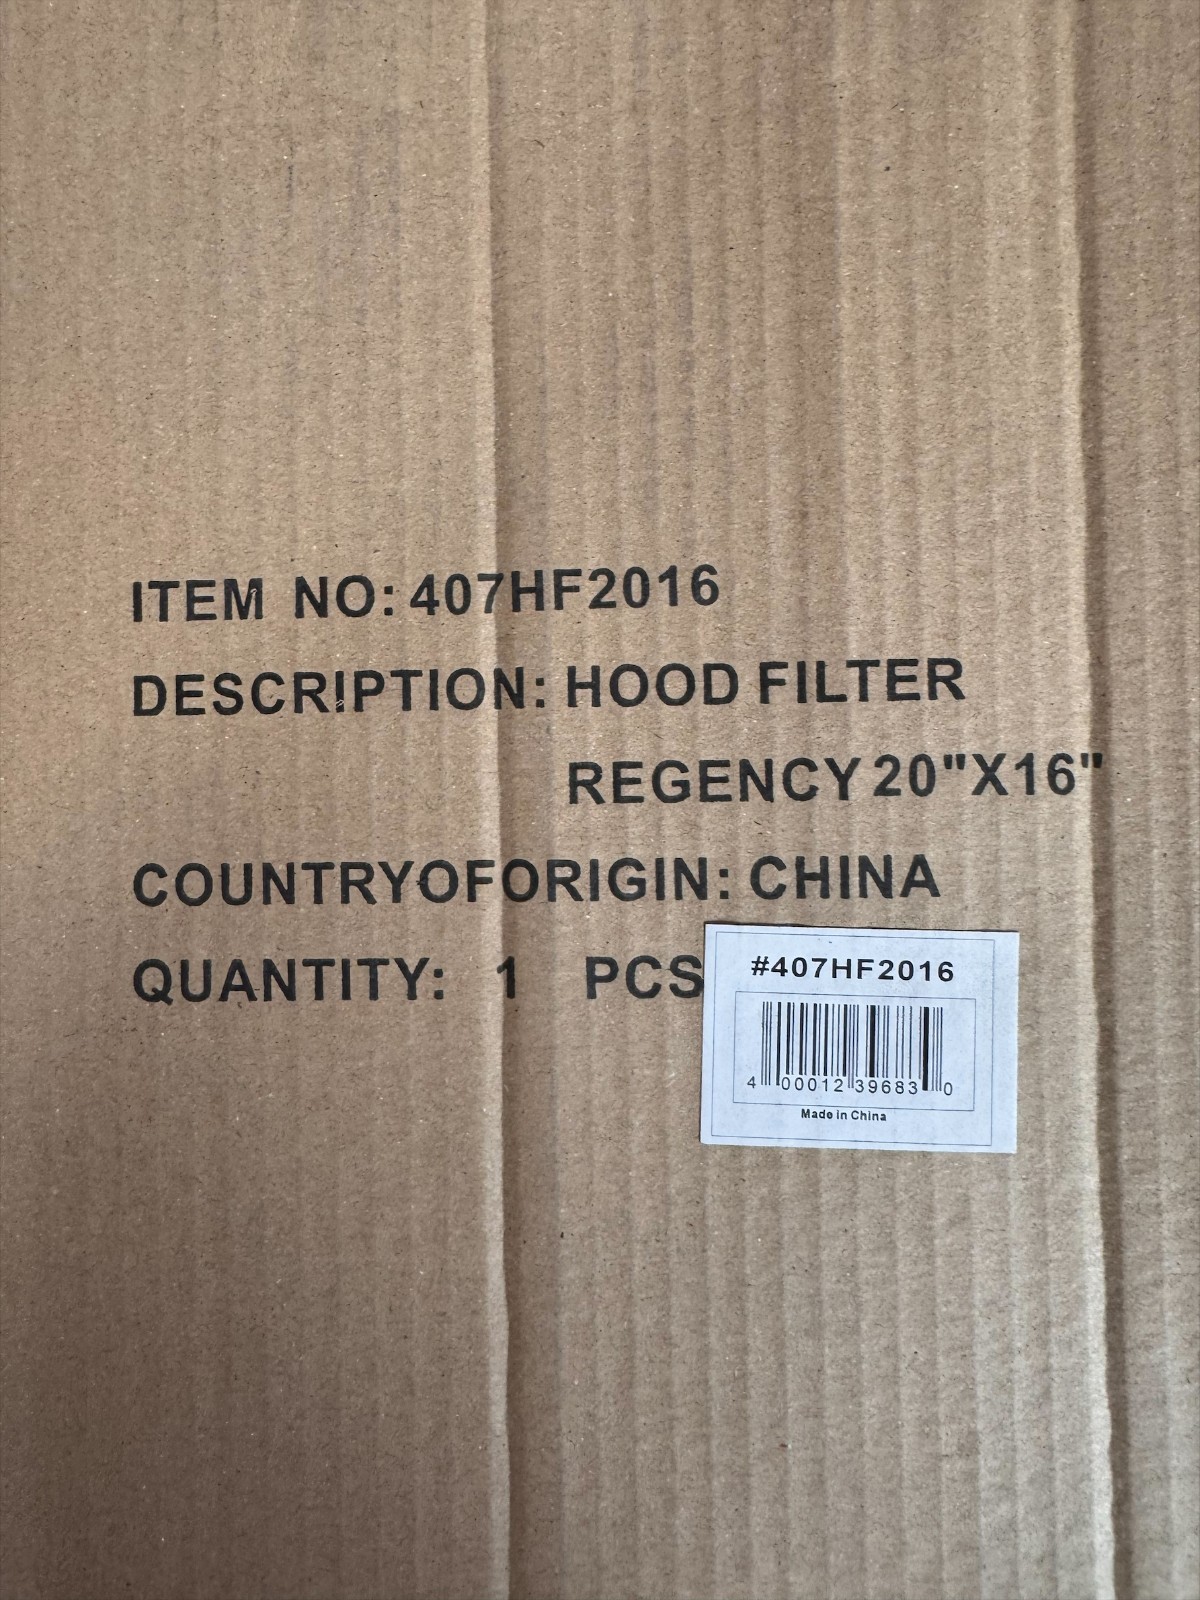 ITEM NO: 407HF2016
DESCRIPTION: HOOD FILTER
REGENCY 20"X16"
COUNTRYOFORIGIN: CHINA
QUANTITY: 1 PCS
#407HF2016
4 00012 39683 0
Made in China